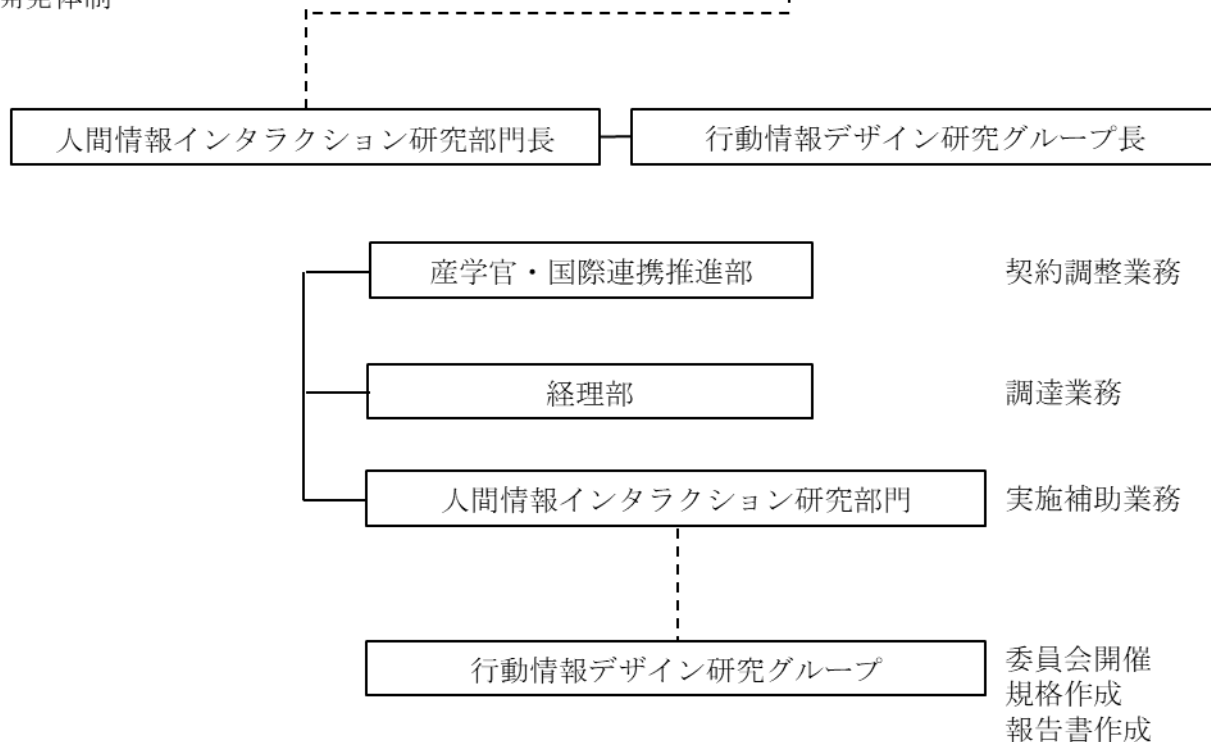 開発体制
人間情報インタラクション研究部門長
行動情報デザイン研究グループ長
産学官・国際連携推進部
契約調整業務
経理部
調達業務
人間情報インタラクション研究部門
実施補助業務
行動情報デザイン研究グループ
委員会開催
規格作成
報告書作成